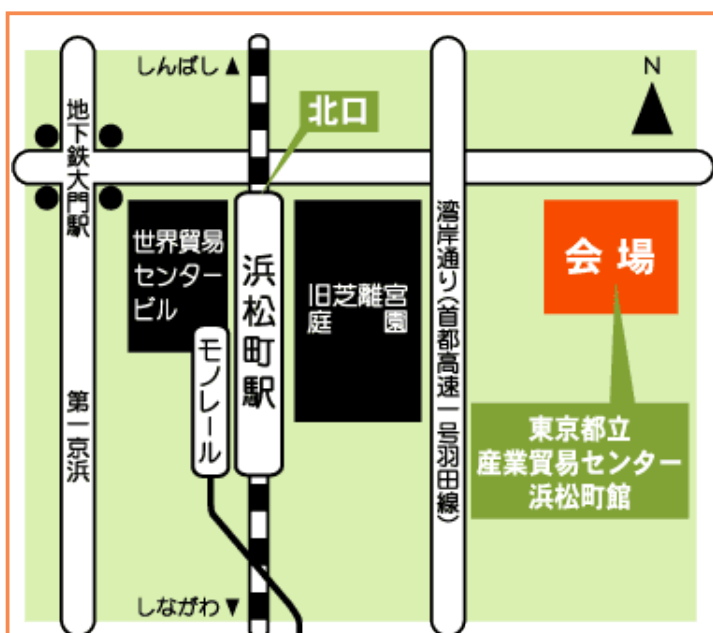 しんばし▲
N
北口
地下鉄大門駅
世界貿易
センター
ビル
浜松町駅
旧芝離宮
庭園
湾岸通り(首都高速一号羽田線)
会場
モノレール
第一京浜
東京都立
産業貿易センター
浜松町館
しながわ▼